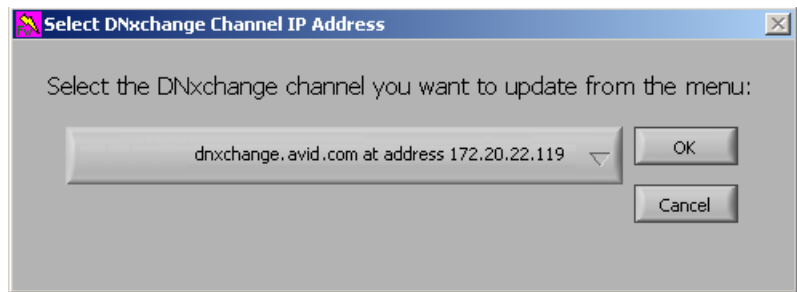 Select DNxchange Channel IP Address
Select the DNxchange channel you want to update from the menu:
dnxchange.avid.com at address 172.20.22.119
OK
Cancel